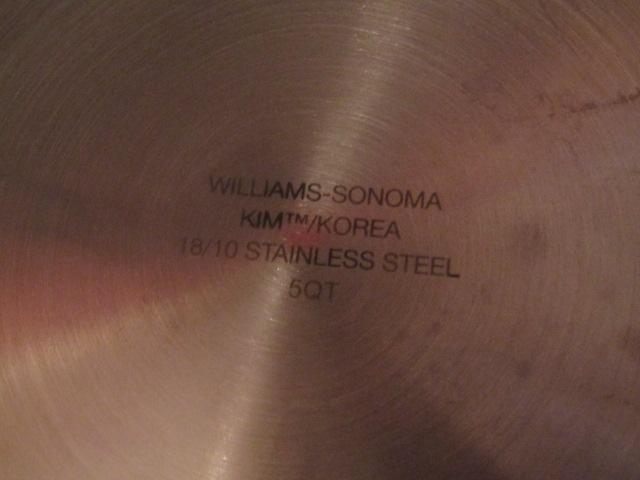 WILLIAMS-SONOMA
KIM™/KOREA
18/10 STAINLESS STEEL
5QT